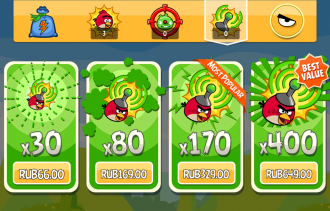 3
0
0
MOST POPULAR
BEST
VALUE
x30
x80
x170
x400
RUB66.00
RUB169.00
RUB329.00
RUB649.00